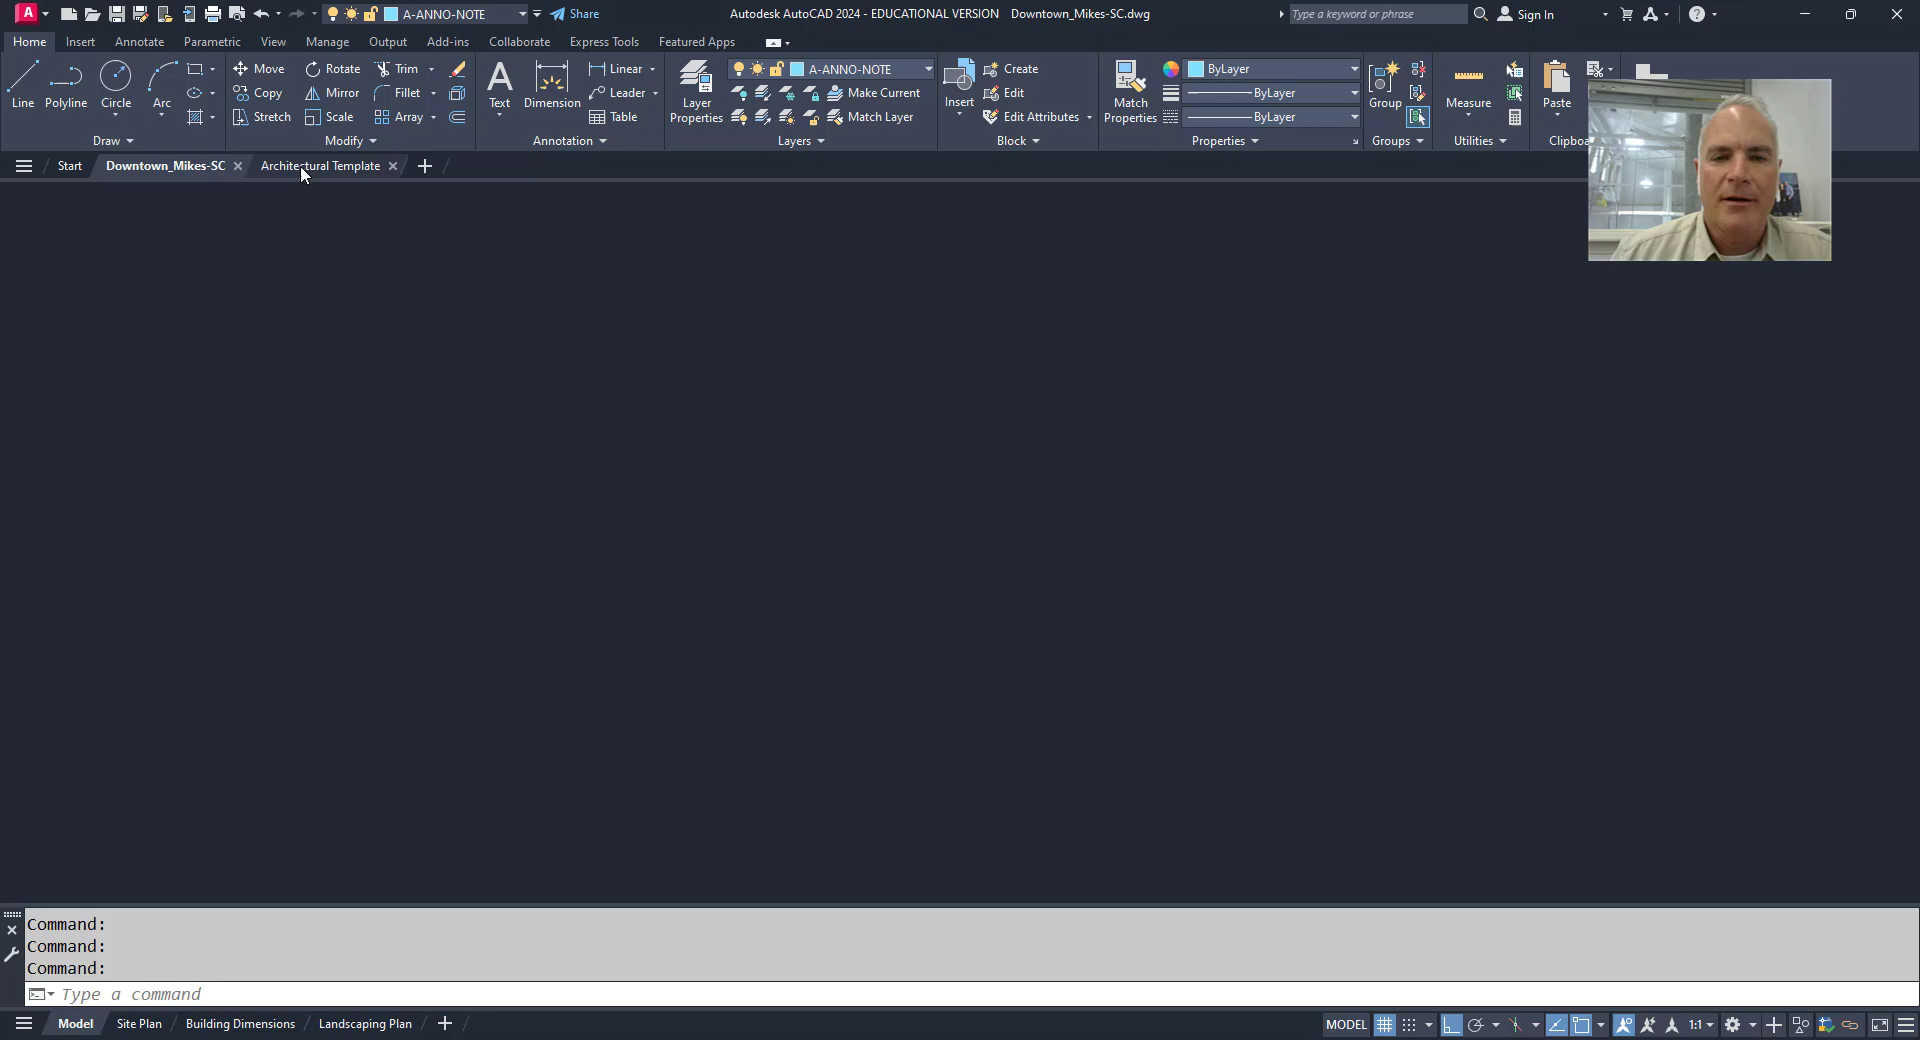 A A-ANNO-NOTE Share Autodesk AutoCAD 2024 - EDUCATIONAL VERSION Downtown_Mikes-SC.dwg Type a keyword or phrase Sign In
Home Insert Annotate Parametric View Manage Output Add-ins Collaborate Express Tools Featured Apps
Line Polyline Circle Arc
Move Rotate Trim
Copy Mirror Fillet
Stretch Scale Array
Text Dimension
Linear
Leader
Table
Layer Properties
A-ANNO-NOTE
Make Current
Match Layer
Insert
Create
Edit
Edit Attributes
Match Properties
ByLayer
ByLayer
ByLayer
Group
Measure
Paste
Draw Modify Annotation Layers Block Properties Groups Utilities Clipboa
Start Downtown_Mikes-SC Architectural Template
Command:
Command:
Command:
Type a command
Model Site Plan Building Dimensions Landscaping Plan MODEL 1:1